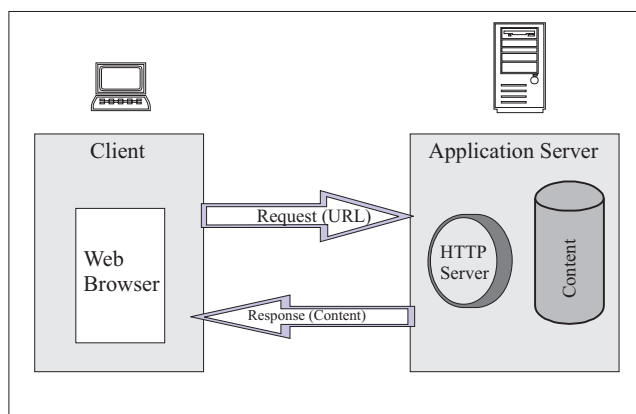 Client
Application Server
Request (URL)
Web
Browser
HTTP
Server
Content
Response (Content)